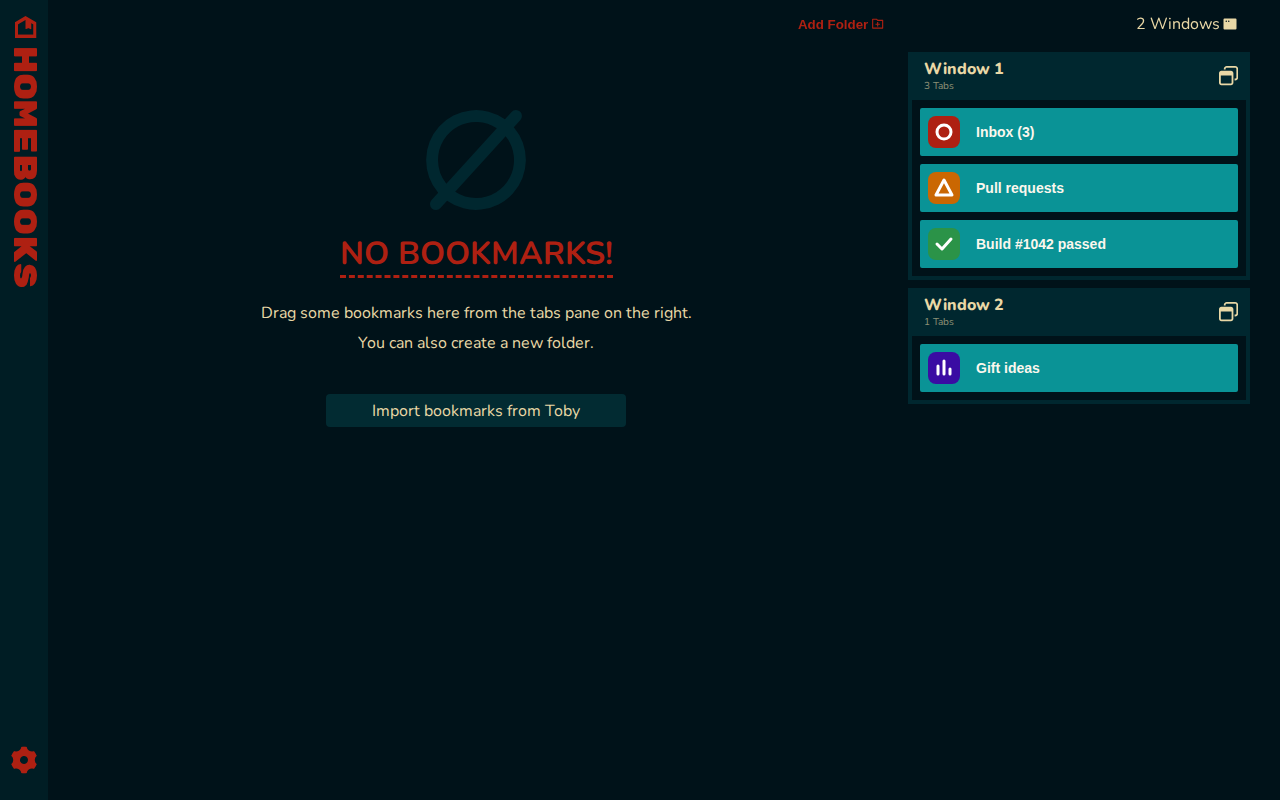 HOMEBOOKS
Add Folder
2 Windows
NO BOOKMARKS!
Drag some bookmarks here from the tabs pane on the right.
You can also create a new folder.
Import bookmarks from Toby
Window 1
3 Tabs
Inbox (3)
Pull requests
Build #1042 passed
Window 2
1 Tabs
Gift ideas